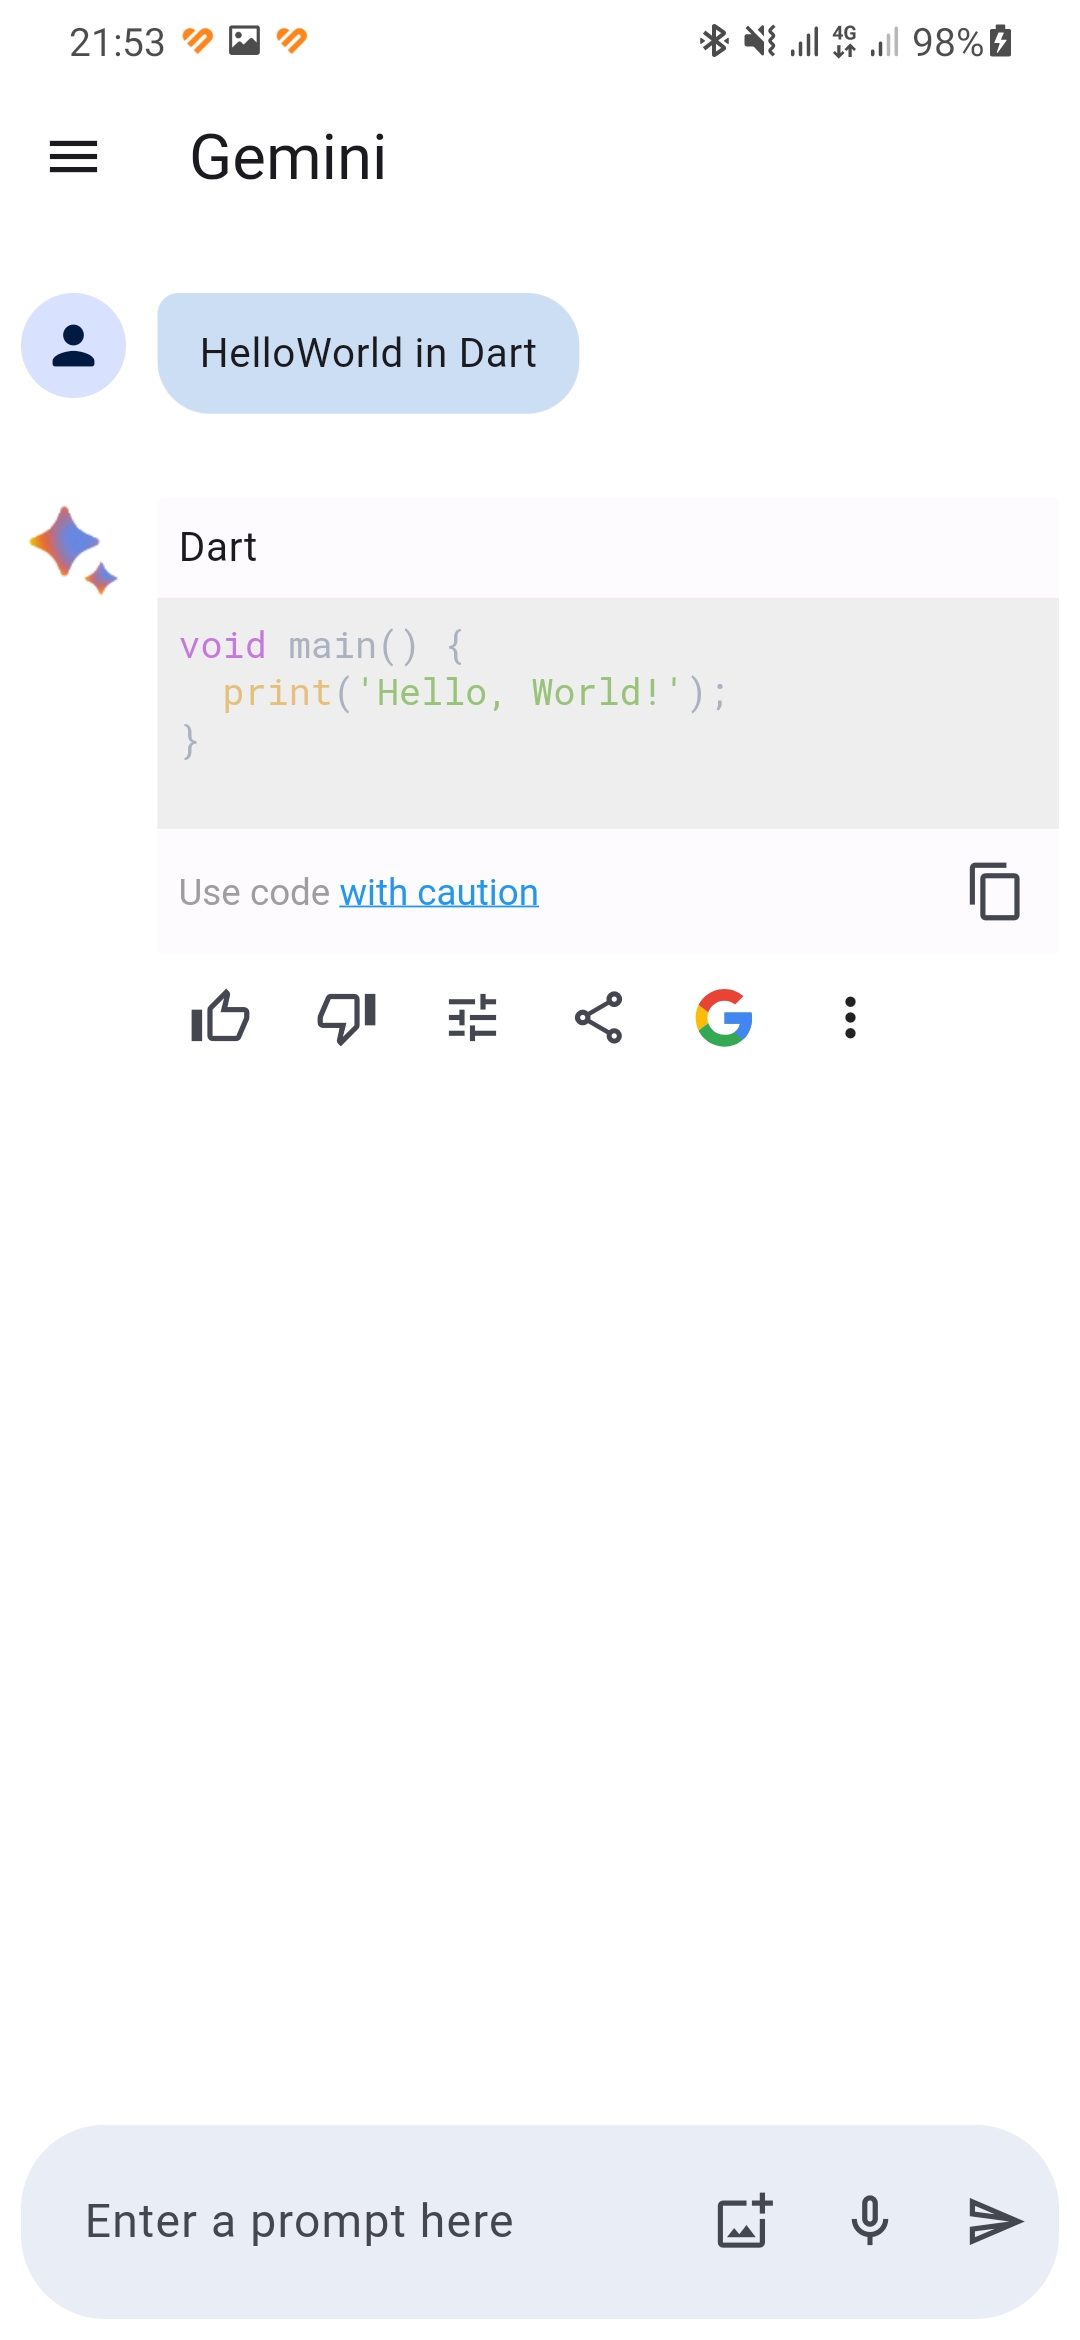 21:53 4G 98%
Gemini
HelloWorld in Dart
Dart
void main() {
  print('Hello, World!');
}
Use code with caution
Enter a prompt here